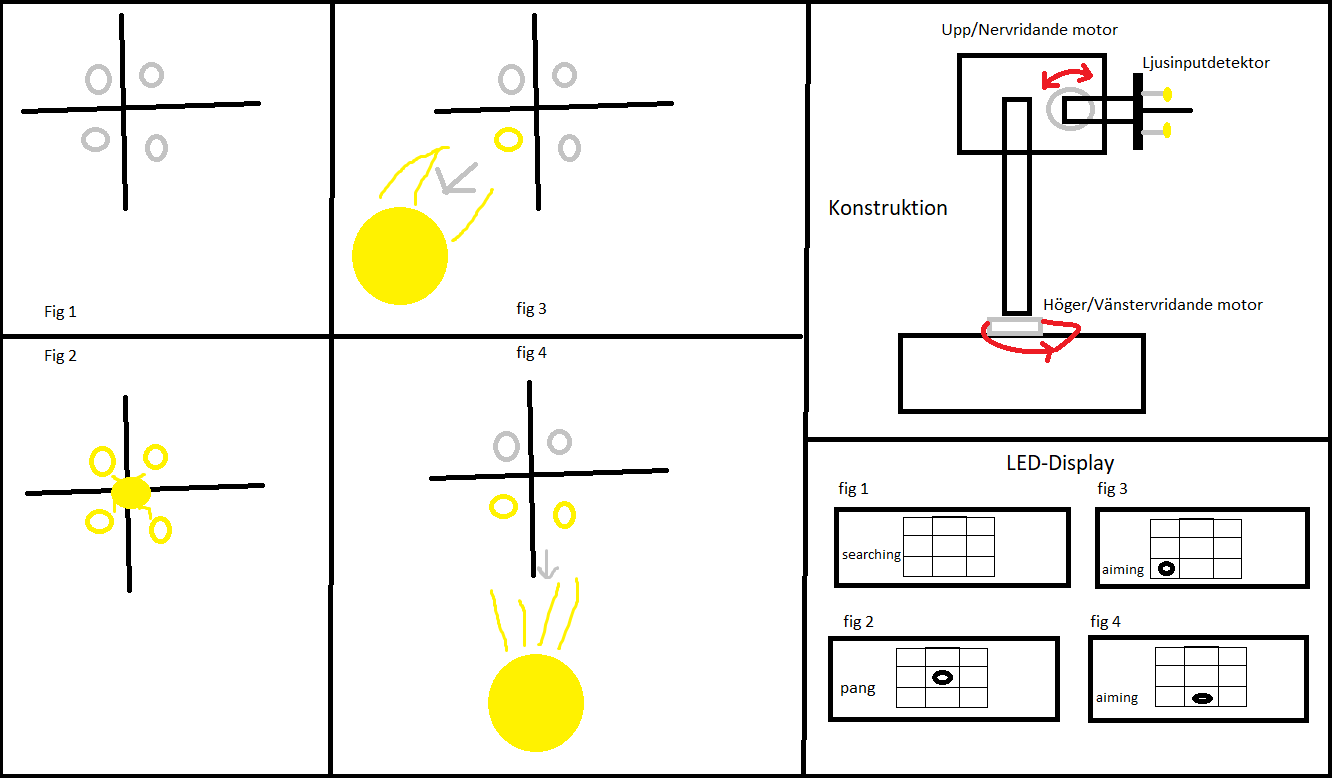 Fig 1
fig 3
Fig 2
fig 4
Upp/Nervridande motor
Ljusinputdetektor
Konstruktion
Höger/Vänstervridande motor
LED-Display
fig 1
searching
fig 3
aiming
fig 2
pang
fig 4
aiming